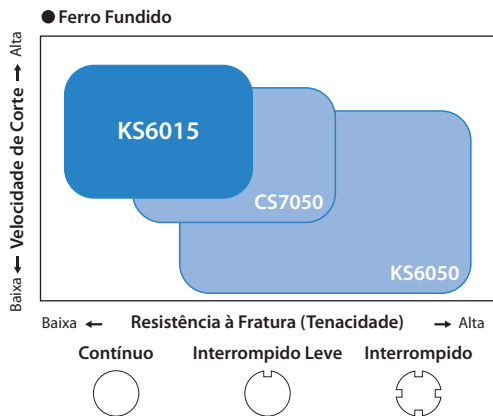 ● Ferro Fundido
Baixa ← Velocidade de Corte → Alta
KS6015
CS7050
KS6050
Baixa ← Resistência à Fratura (Tenacidade) → Alta
Contínuo Interrompido Leve Interrompido